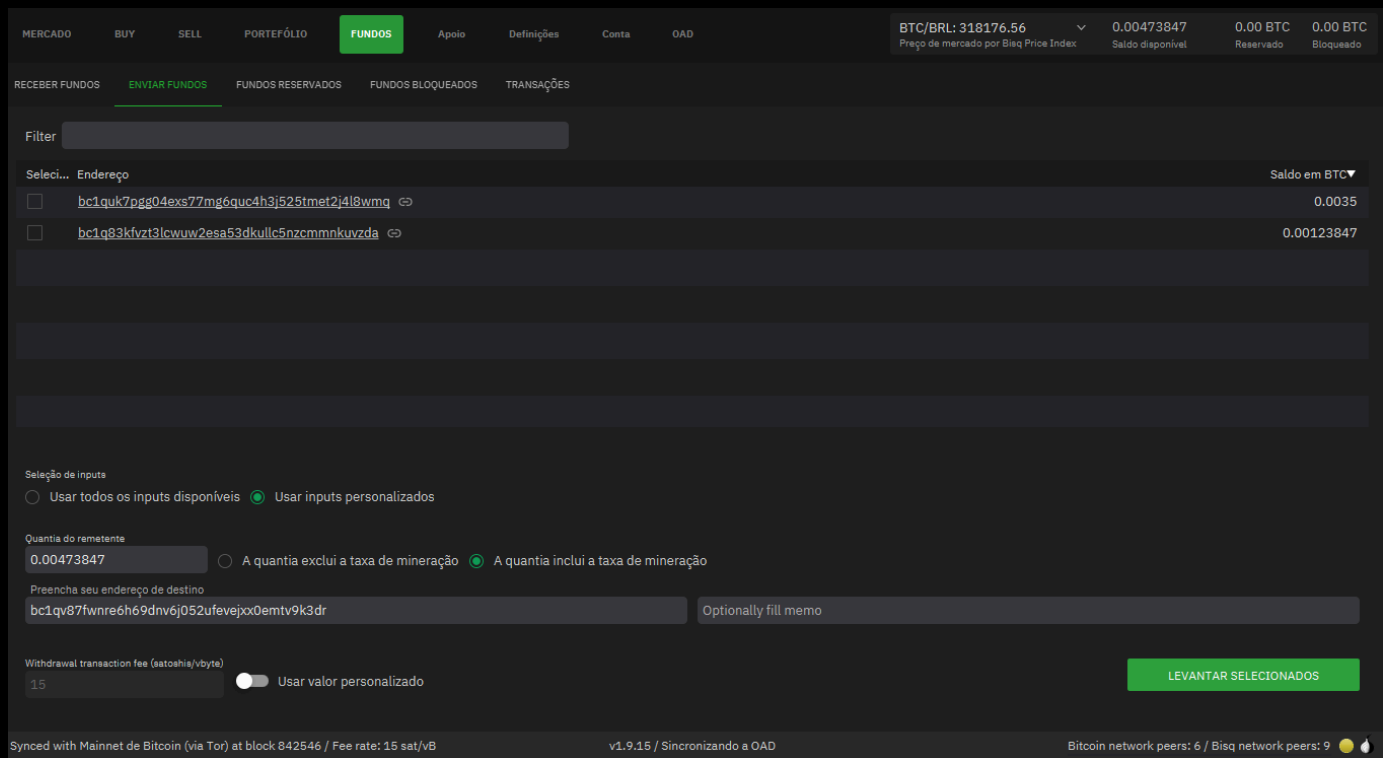 MERCADO BUY SELL PORTEFÓLIO FUNDOS Apoio Definições Conta OAD BTC/BRL: 318176.56 0.00473847 0.00 BTC 0.00 BTC
Preço de mercado por Bisq Price Index Saldo disponível Reservado Bloqueado
RECEBER FUNDOS ENVIAR FUNDOS FUNDOS RESERVADOS FUNDOS BLOQUEADOS TRANSAÇÕES
Filter
Seleci... Endereço Saldo em BTC▼
bc1quk7pgg04exs77mg6quc4h3j525tmet2j4l8wmq 0.0035
bc1q83kfvzt3lcwuw2esa53dkullc5nzcmmnkuvzda 0.00123847
Seleção de inputs
Usar todos os inputs disponíveis Usar inputs personalizados
Quantia do remetente
0.00473847 A quantia exclui a taxa de mineração A quantia inclui a taxa de mineração
Preencha seu endereço de destino
bc1qv87fwnre6h69dnv6j052ufevejxx0emtv9k3dr Optionally fill memo
Withdrawal transaction fee (satoshis/vbyte)
15 Usar valor personalizado LEVANTAR SELECIONADOS
Synced with Mainnet de Bitcoin (via Tor) at block 842546 / Fee rate: 15 sat/vB v1.9.15 / Sincronizando a OAD Bitcoin network peers: 6 / Bisq network peers: 9